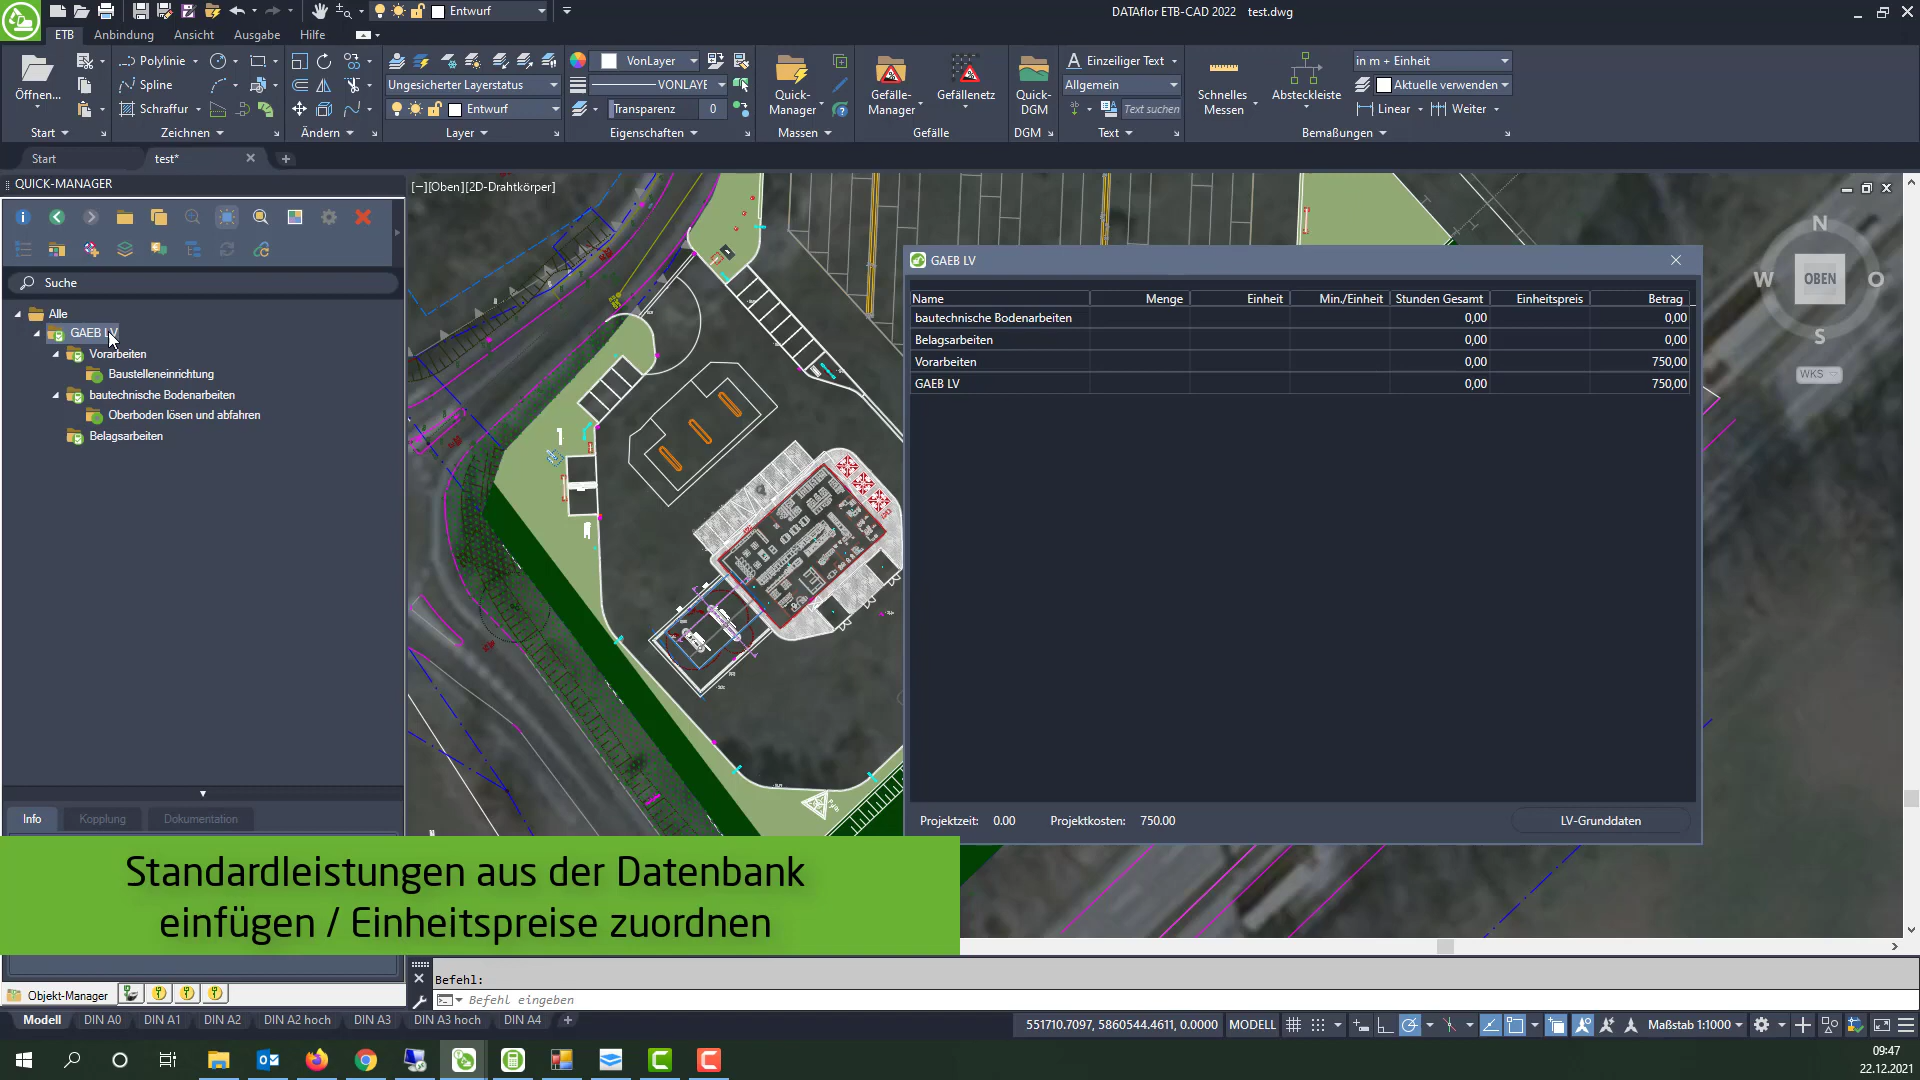 Entwurf
DATAflor ETB-CAD 2022 test.dwg
ETB Anbindung Ansicht Ausgabe Hilfe
Öffnen...
Polylinie
Spline
Schraffur
Ungesicherter Layerstatus
Entwurf
VonLayer
VONLAYE
Transparenz 0
Quick-
Manager
Gefälle-
Manager
Gefällenetz
Quick-
DGM
Einzeiliger Text
Allgemein
Text suchen
Schnelles
Messen
Absteckleiste
in m + Einheit
Aktuelle verwenden
Linear
Weiter
Start Zeichnen Ändern Layer Eigenschaften Massen Gefälle DGM Text Bemaßungen
Start test*
QUICK-MANAGER
Suche
Alle
GAEB LV
Vorarbeiten
Baustelleneinrichtung
bautechnische Bodenarbeiten
Oberboden lösen und abfahren
Belagsarbeiten
[−][Oben][2D-Drahtkörper]
N
W OBEN O
S
WKS
GAEB LV
Name Menge Einheit Min./Einheit Stunden Gesamt Einheitspreis Betrag
bautechnische Bodenarbeiten 0,00 0,00
Belagsarbeiten 0,00 0,00
Vorarbeiten 0,00 750,00
GAEB LV 0,00 750,00
Projektzeit: 0.00 Projektkosten: 750.00 LV-Grunddaten
Info Kopplung Dokumentation
Standardleistungen aus der Datenbank
einfügen / Einheitspreise zuordnen
Befehl:
Befehl eingeben
Objekt-Manager
Modell DIN A0 DIN A1 DIN A2 DIN A2 hoch DIN A3 DIN A3 hoch DIN A4
551710.7097, 5860544.4611, 0.0000 MODELL Maßstab 1:1000
09:47
22.12.2021